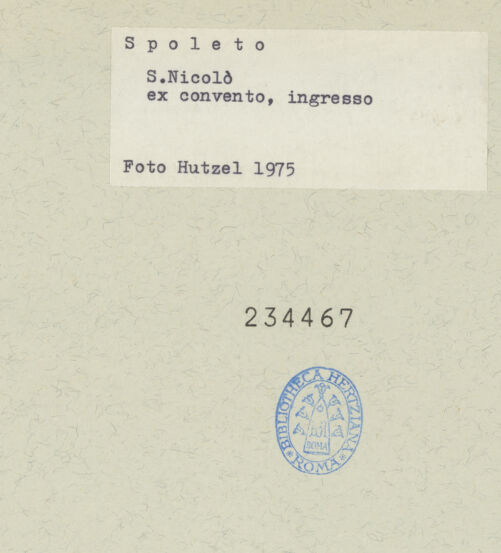 S p o l e t o
S.Nicolò
ex convento, ingresso
Foto Hutzel 1975
234467
*BIBLIOTHECA HERTZIANA*
ROMA
ROMA